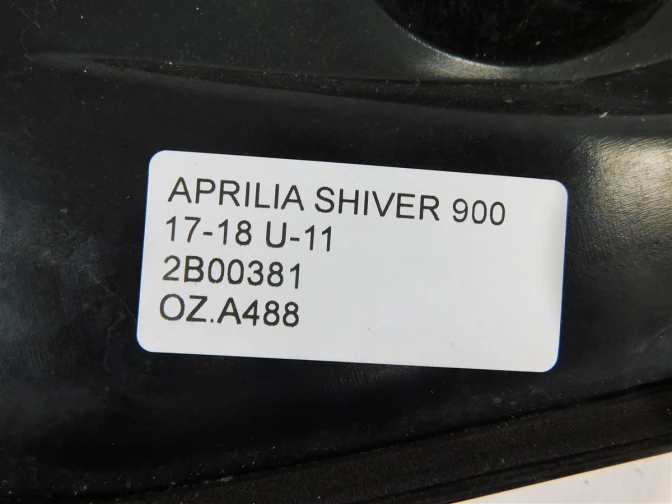 APRILIA SHIVER 900
17-18 U-11
2B00381
OZ.A488